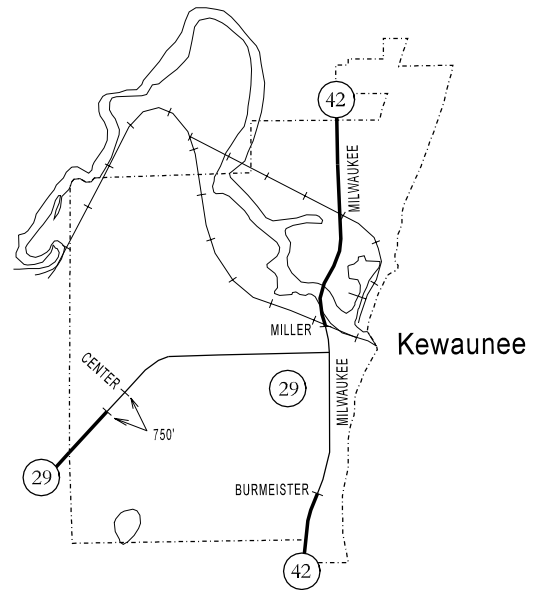 42
MILWAUKEE
MILLER
Kewaunee
CENTER
29
MILWAUKEE
750'
29
BURMEISTER
42